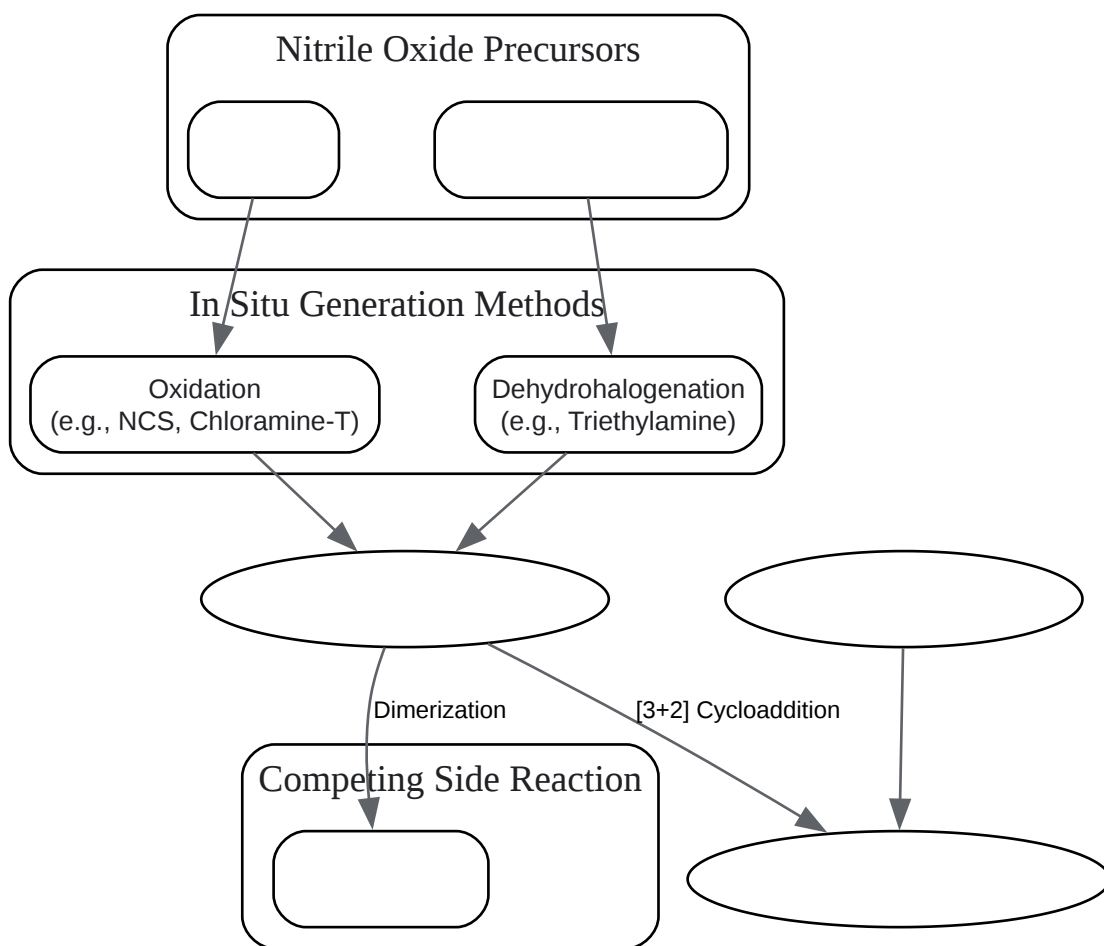 Nitrile Oxide Precursors
In Situ Generation Methods
Oxidation
(e.g., NCS, Chloramine-T)
Dehydrohalogenation
(e.g., Triethylamine)
Dimerization
[3+2] Cycloaddition
Competing Side Reaction